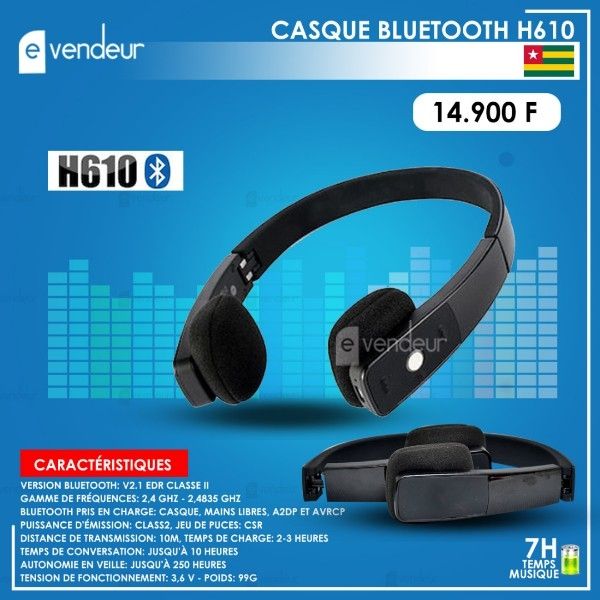 e vendeur
CASQUE BLUETOOTH H610
14.900 F
H610
e vendeur
CARACTÉRISTIQUES
VERSION BLUETOOTH: V2.1 EDR CLASSE II
GAMME DE FRÉQUENCES: 2,4 GHZ - 2,4835 GHZ
BLUETOOTH PRIS EN CHARGE: CASQUE, MAINS LIBRES, A2DP ET AVRCP
PUISSANCE D'ÉMISSION: CLASS2, JEU DE PUCES: CSR
DISTANCE DE TRANSMISSION: 10M, TEMPS DE CHARGE: 2-3 HEURES
TEMPS DE CONVERSATION: JUSQU'À 10 HEURES
AUTONOMIE EN VEILLE: JUSQU'À 250 HEURES
TENSION DE FONCTIONNEMENT: 3,6 V - POIDS: 99G
7H
TEMPS
MUSIQUE